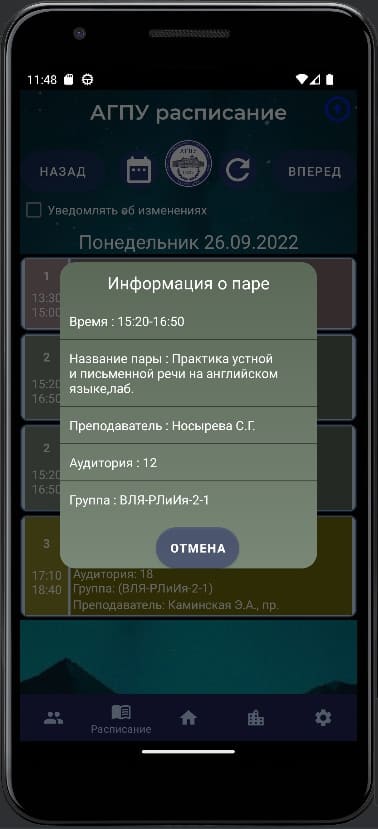 11:48
АГПУ расписание
НАЗАД
АГПУ
ВПЕРЕД
Уведомлять об изменениях
Понедельник 26.09.2022
1
13:30
15:00
Информация о паре
Время : 15:20-16:50
2
15:20
16:50
Название пары : Практика устной
и письменной речи на английском
языке,лаб.
Преподаватель : Носырева С.Г.
2
15:20
16:50
Аудитория : 12
Группа : ВЛЯ-РЛиИя-2-1
ОТМЕНА
3
17:10
18:40
Аудитория: 18
Группа: (ВЛЯ-РЛиИя-2-1)
Преподаватель: Каминская Э.А., пр.
Расписание